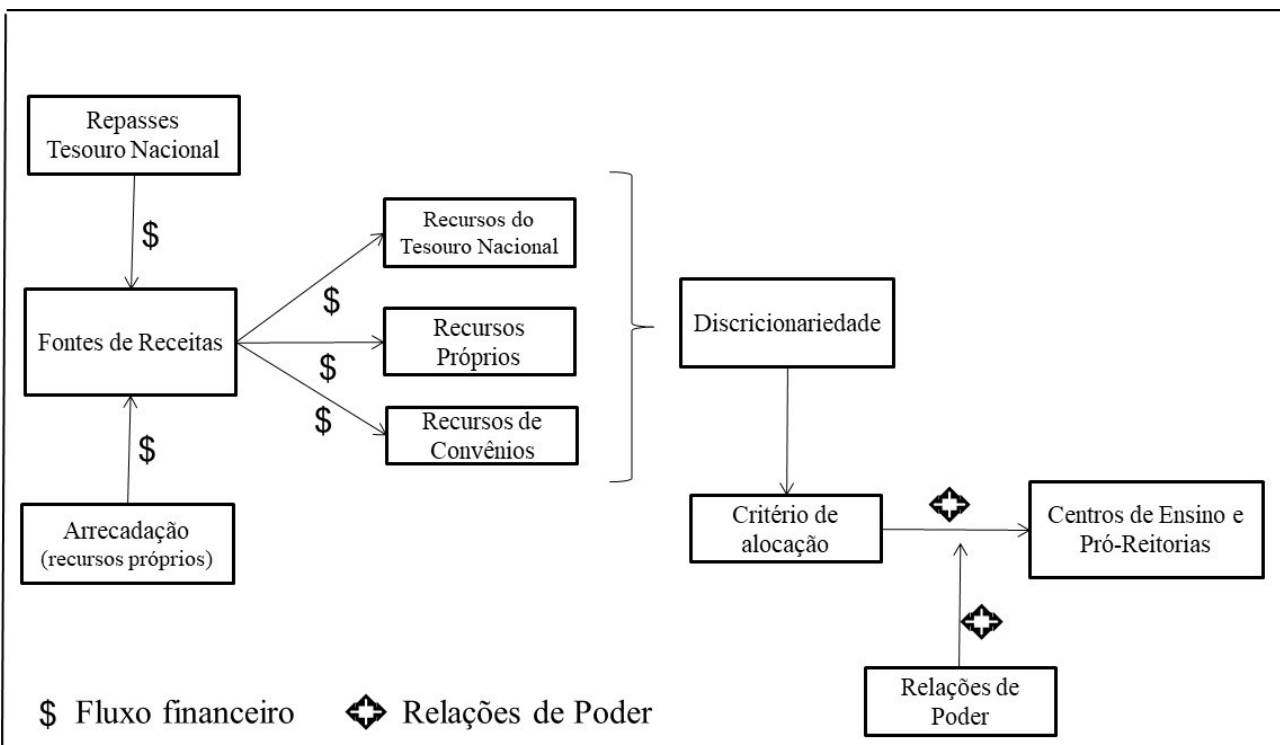 Repasses
Tesouro Nacional
$
Fontes de Receitas
$
Arrecadação
(recursos próprios)
$
$
$
Recursos do
Tesouro Nacional
Recursos
Próprios
Recursos de
Convênios
Discricionariedade
Critério de
alocação
Centros de Ensino e
Pró-Reitorias
Relações de
Poder
$ Fluxo financeiro
Relações de Poder